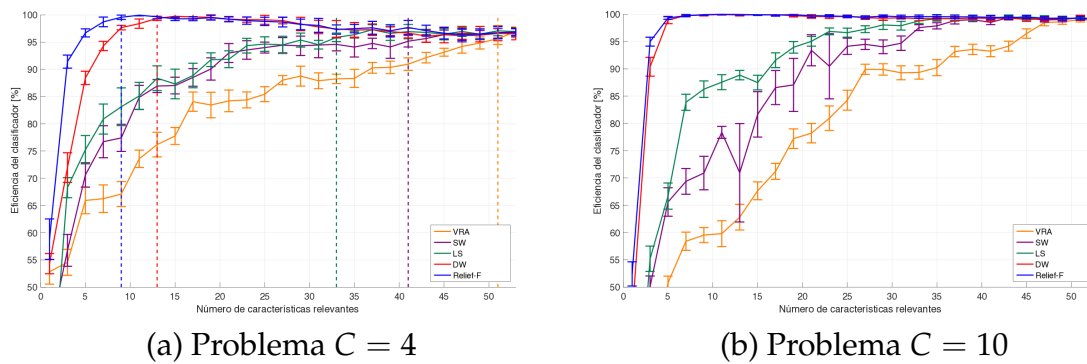 Eficiencia del clasificador [%]
100
95
90
85
80
75
70
65
60
55
50
0 5 10 15 20 25 30 35 40 45 50
Número de características relevantes
VRA
SW
LS
DW
Relief-F
(a) Problema C = 4
Eficiencia del clasificador [%]
100
95
90
85
80
75
70
65
60
55
50
0 5 10 15 20 25 30 35 40 45 50
Número de características relevantes
VRA
SW
LS
DW
Relief-F
(b) Problema C = 10